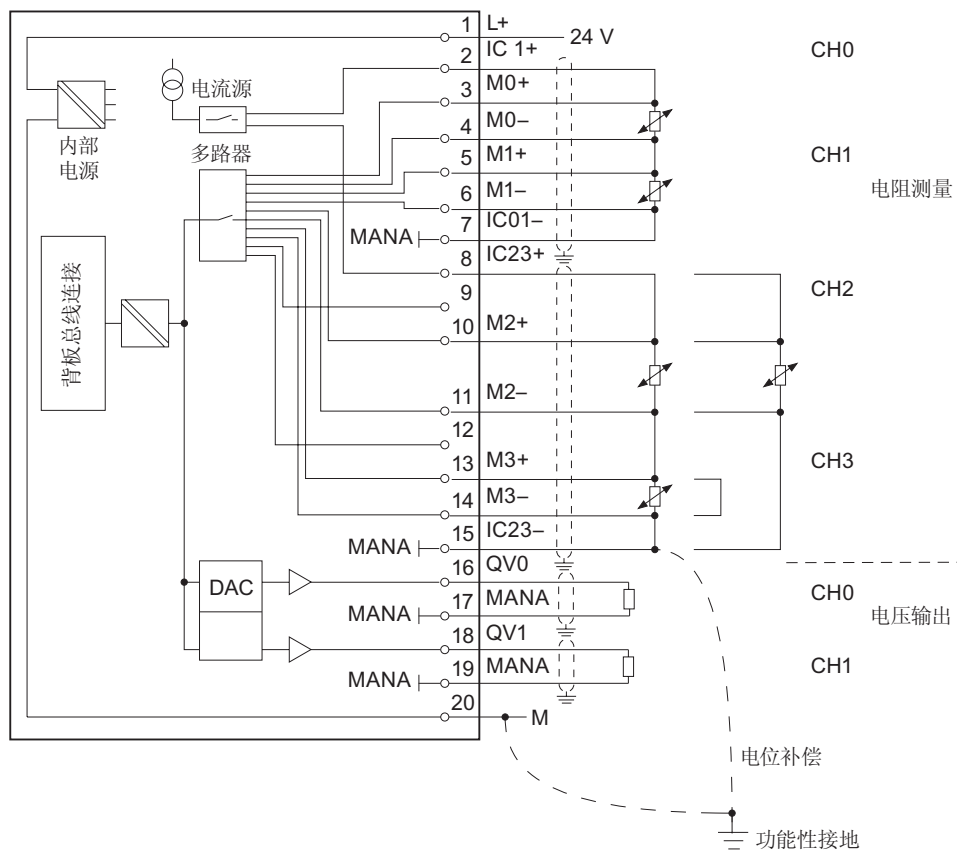 1 L+
24 V
2 IC 1+
CH0
3 M0+
电流源
4 M0–
内部
电源
多路器
5 M1+
CH1
6 M1–
电阻测量
7 IC01–
MANA
8 IC23+
9
CH2
10 M2+
背板总线连接
11 M2–
12
13 M3+
CH3
14 M3–
15 IC23–
MANA
16 QV0
DAC
CH0
17 MANA
MANA
电压输出
18 QV1
19 MANA
CH1
MANA
20
M
电位补偿
功能性接地